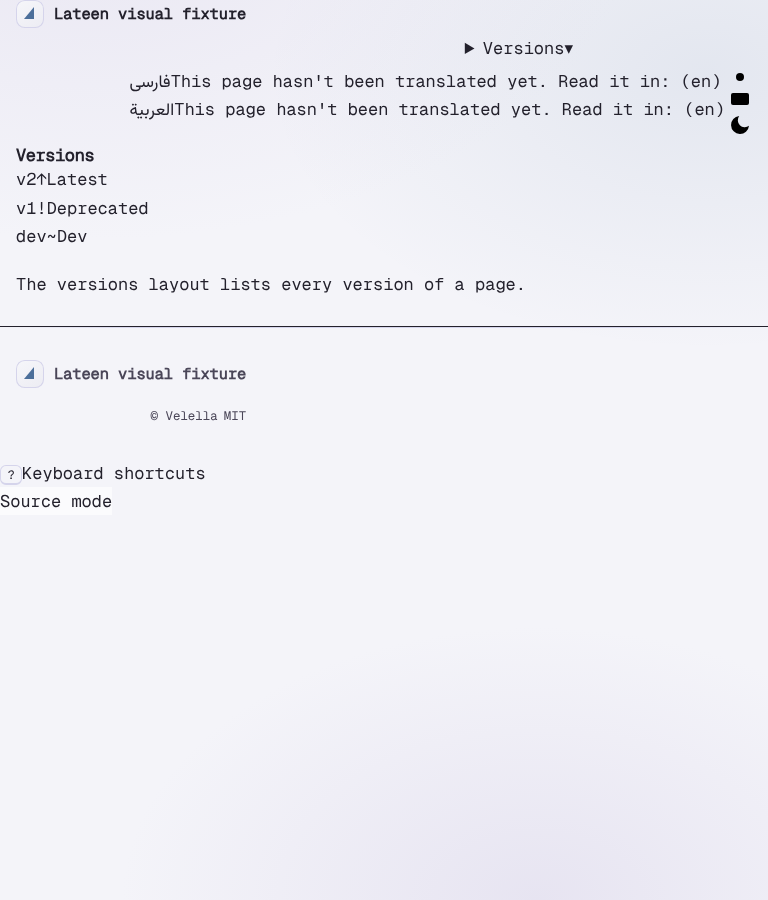 Lateen visual fixture
▶ Versions▾
فارسیThis page hasn't been translated yet. Read it in: (en)
العربيةThis page hasn't been translated yet. Read it in: (en)
Versions
v2↑Latest
v1!Deprecated
dev~Dev
The versions layout lists every version of a page.
Lateen visual fixture
© Velella MIT
?Keyboard shortcuts
Source mode